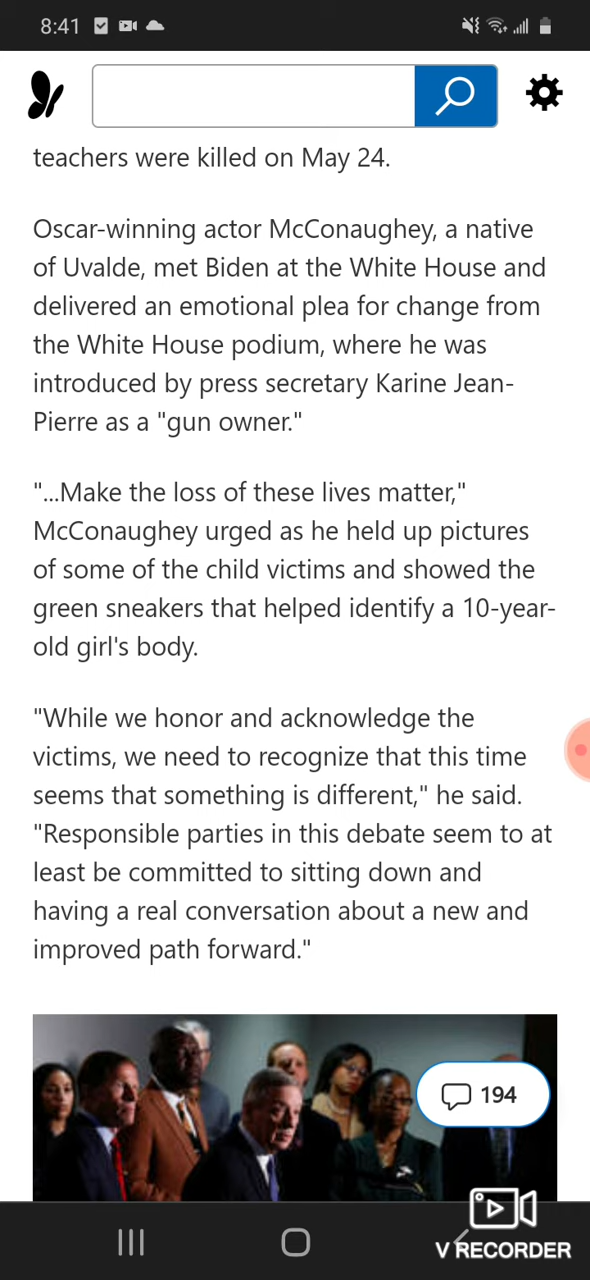 8:41
teachers were killed on May 24.
Oscar-winning actor McConaughey, a native
of Uvalde, met Biden at the White House and
delivered an emotional plea for change from
the White House podium, where he was
introduced by press secretary Karine Jean-
Pierre as a "gun owner."
"...Make the loss of these lives matter,"
McConaughey urged as he held up pictures
of some of the child victims and showed the
green sneakers that helped identify a 10-year-
old girl's body.
"While we honor and acknowledge the
victims, we need to recognize that this time
seems that something is different," he said.
"Responsible parties in this debate seem to at
least be committed to sitting down and
having a real conversation about a new and
improved path forward."
194
V RECORDER